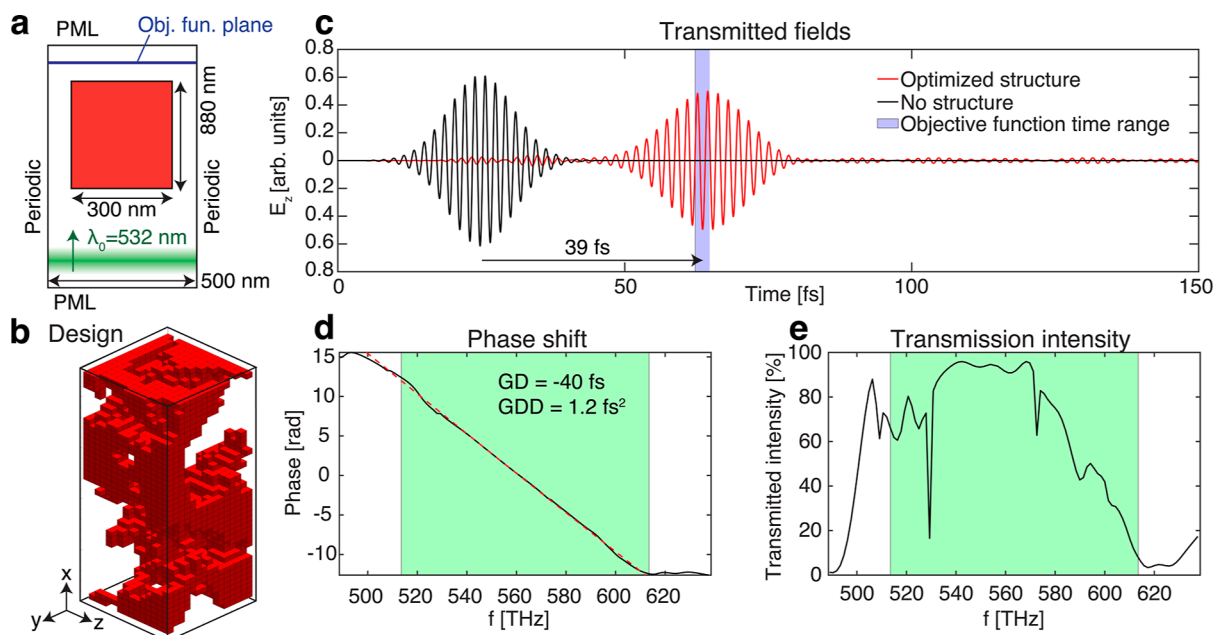 a
PML
Obj. fun. plane
880 nm
300 nm
Periodic
Periodic
λ0=532 nm
500 nm
PML
b Design
x
y
z
c
Transmitted fields
Ez [arb. units]
0.8
0.6
0.4
0.2
0
0.2
0.4
0.6
0.8
Optimized structure
No structure
Objective function time range
39 fs
0
50
100
150
Time [fs]
d
Phase shift
Phase [rad]
15
10
5
0
-5
-10
GD = -40 fs
GDD = 1.2 fs²
500 520 540 560 580 600 620
f [THz]
e
Transmission intensity
Transmitted intensity [%]
100
80
60
40
20
0
500 520 540 560 580 600 620
f [THz]